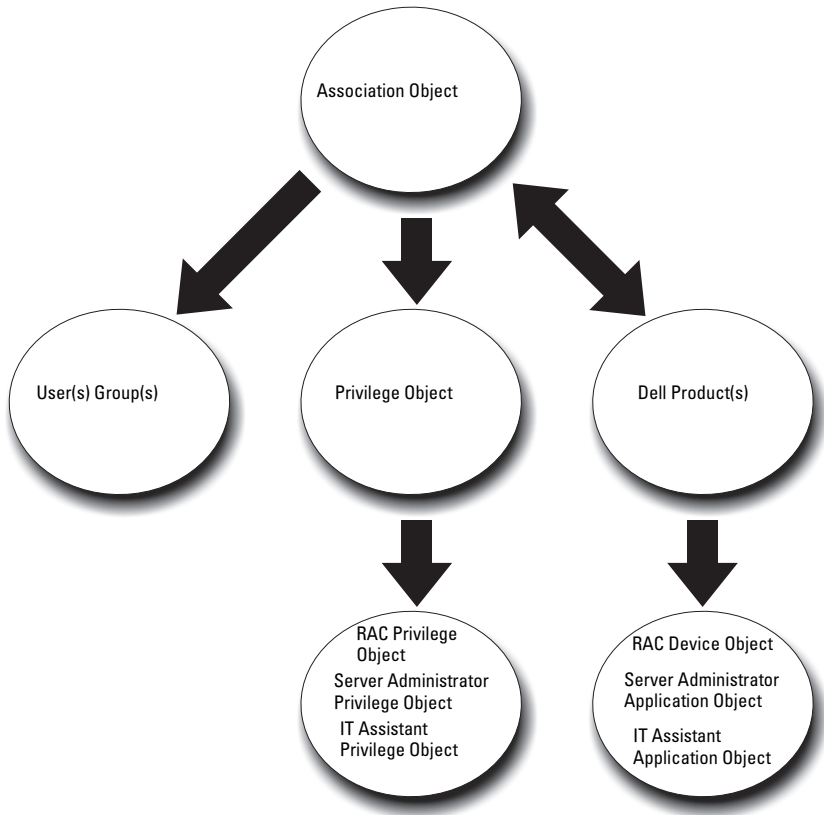 Association Object
User(s) Group(s)
Privilege Object
Dell Product(s)
RAC Privilege
Object
Server Administrator
Privilege Object
IT Assistant
Privilege Object
RAC Device Object
Server Administrator
Application Object
IT Assistant
Application Object